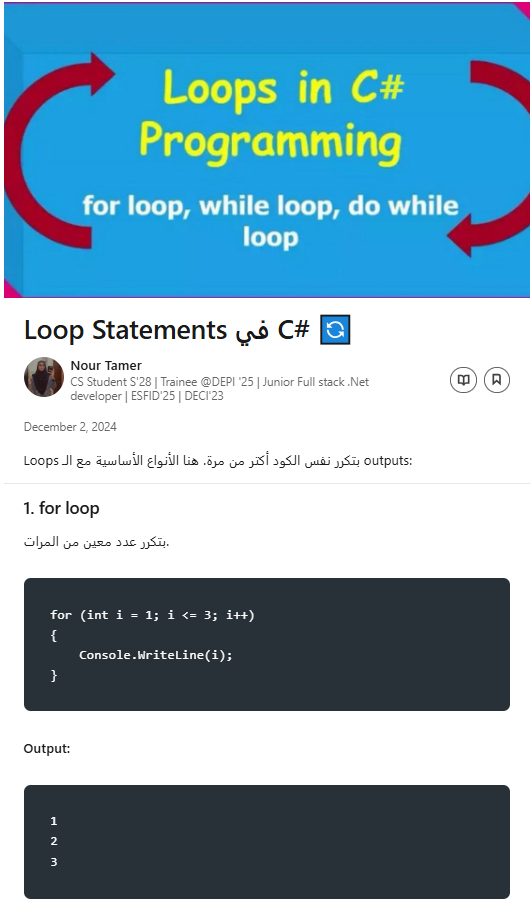 Loops in C#
Programming
for loop, while loop, do while
loop
Loop Statements في C# 🔄
Nour Tamer
CS Student S'28 | Trainee @DEPI '25 | Junior Full stack .Net
developer | ESFID'25 | DECI'23
December 2, 2024
Loops بتكرر نفس الكود أكتر من مرة. هنا الأنواع الأساسية مع الـ outputs:
1. for loop
بتكرر عدد معين من المرات.
for (int i = 1; i <= 3; i++)
{
    Console.WriteLine(i);
}
Output:
1
2
3